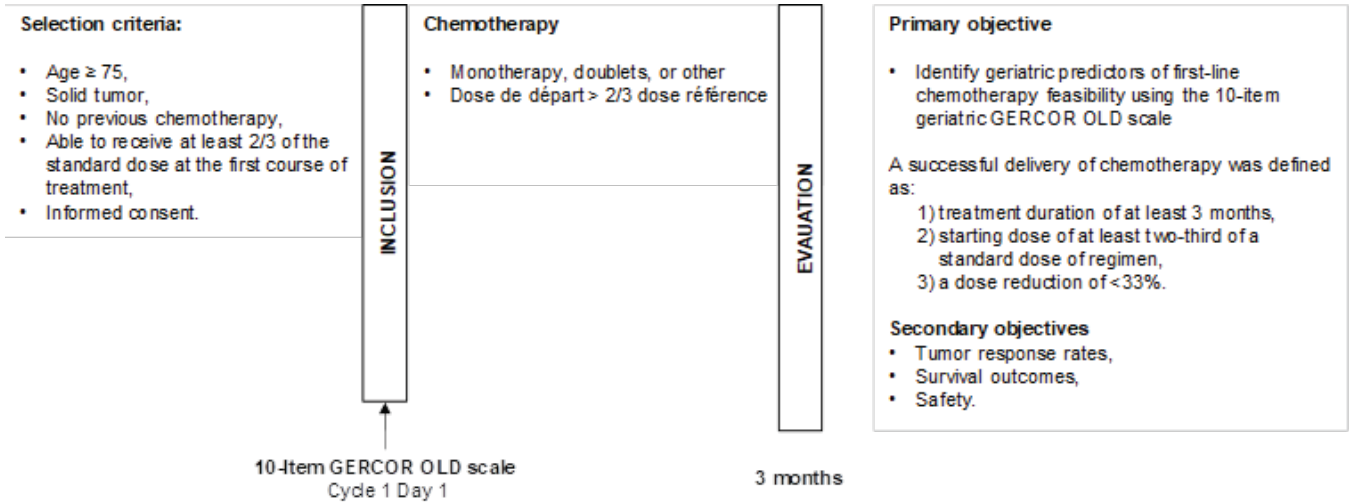 Selection criteria:
• Age ≥ 75,
• Solid tumor,
• No previous chemotherapy,
• Able to receive at least 2/3 of the
standard dose at the first course of
treatment,
• Informed consent.
INCLUSION
10-Item GERCOR OLD scale
Cycle 1 Day 1
Chemotherapy
• Monotherapy, doublets, or other
• Dose de départ > 2/3 dose référence
EVAUATION
3 months
Primary objective
• Identify geriatric predictors of first-line
chemotherapy feasibility using the 10-item
geriatric GERCOR OLD scale
A successful delivery of chemotherapy was defined
as:
1) treatment duration of at least 3 months,
2) starting dose of at least two-third of a
standard dose of regimen,
3) a dose reduction of <33%.
Secondary objectives
• Tumor response rates,
• Survival outcomes,
• Safety.